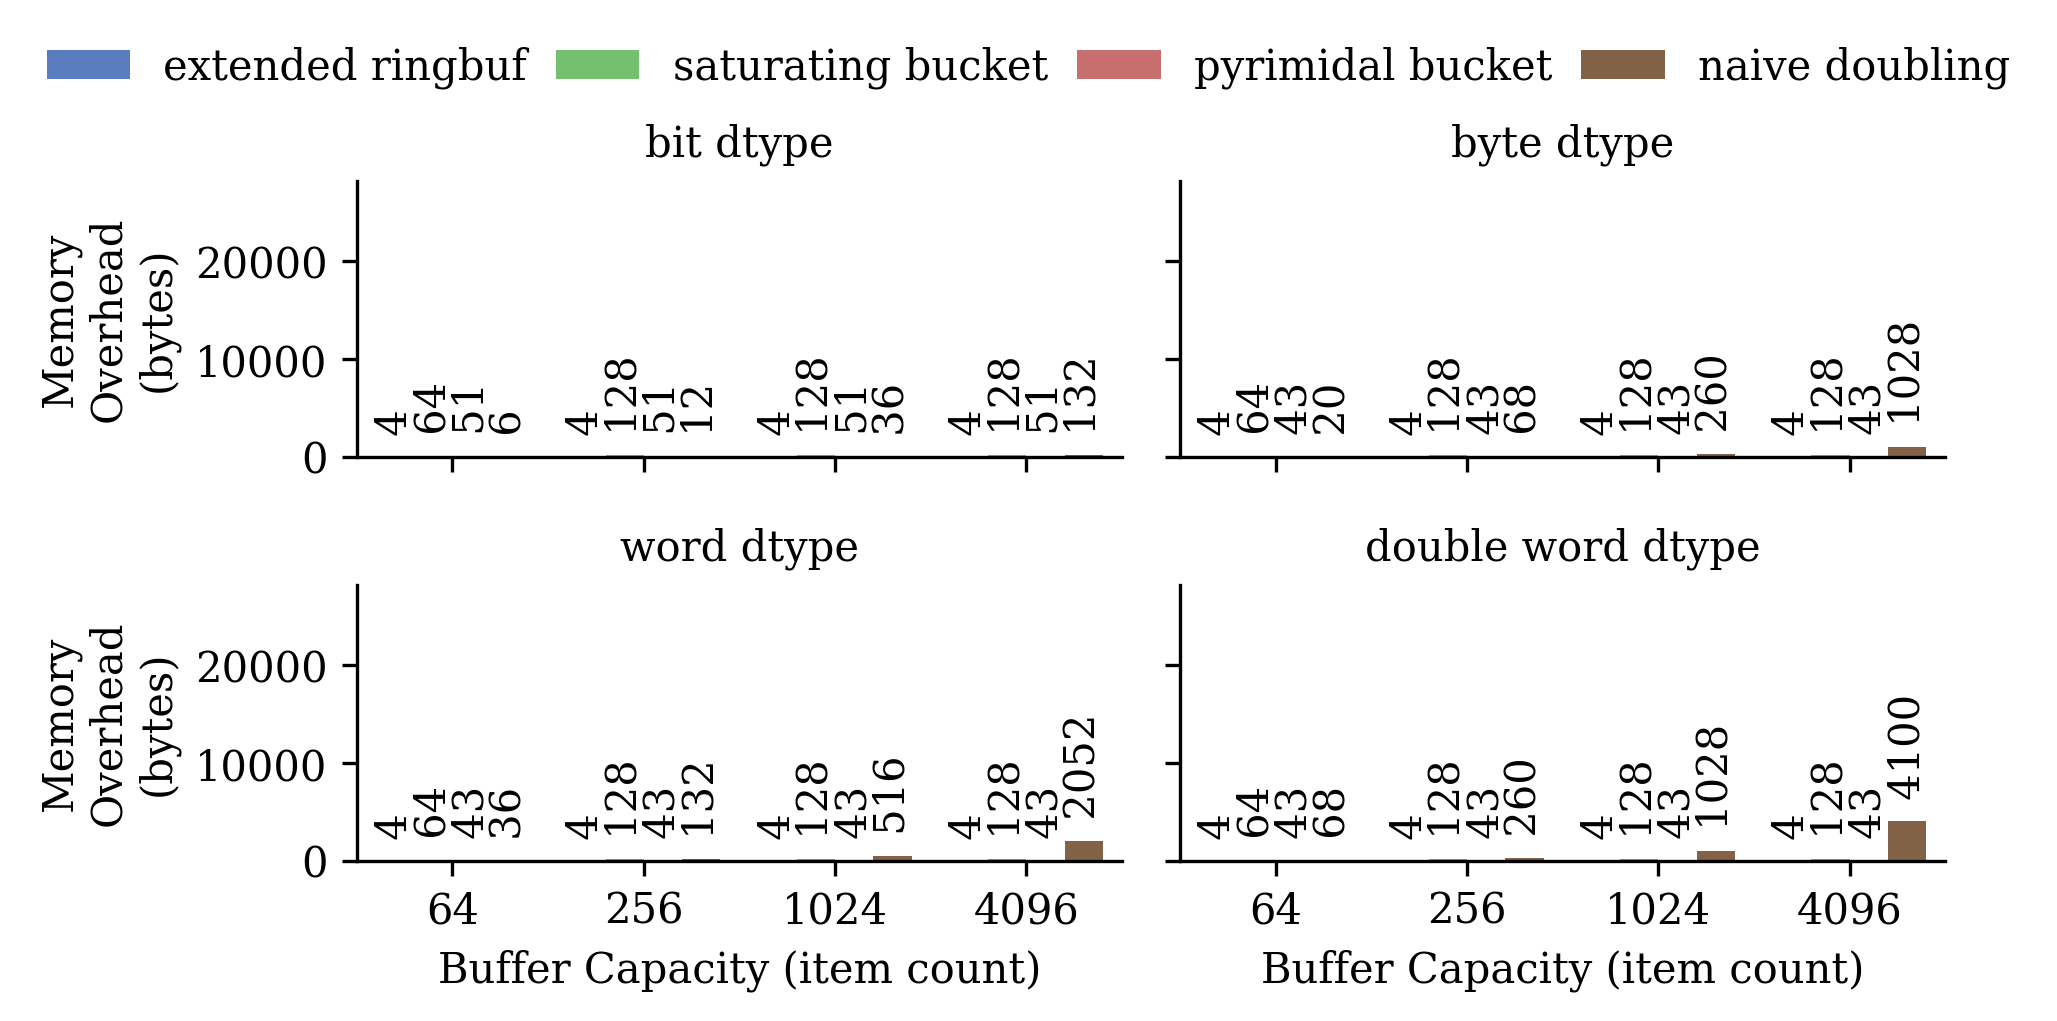 extended ringbuf saturating bucket pyrimidal bucket naive doubling
bit dtype
byte dtype
Memory
Overhead
(bytes)
20000
10000
0
4 64 51 6 4 128 51 12 4 128 51 36 4 128 51 132
4 64 43 20 4 128 43 68 4 128 43 260 4 128 43 1028
word dtype
double word dtype
Memory
Overhead
(bytes)
20000
10000
0
4 64 43 36 4 128 43 132 4 128 43 516 4 128 43 2052
4 64 43 68 4 128 43 260 4 128 43 1028 4 128 43 4100
64 256 1024 4096
64 256 1024 4096
Buffer Capacity (item count)
Buffer Capacity (item count)